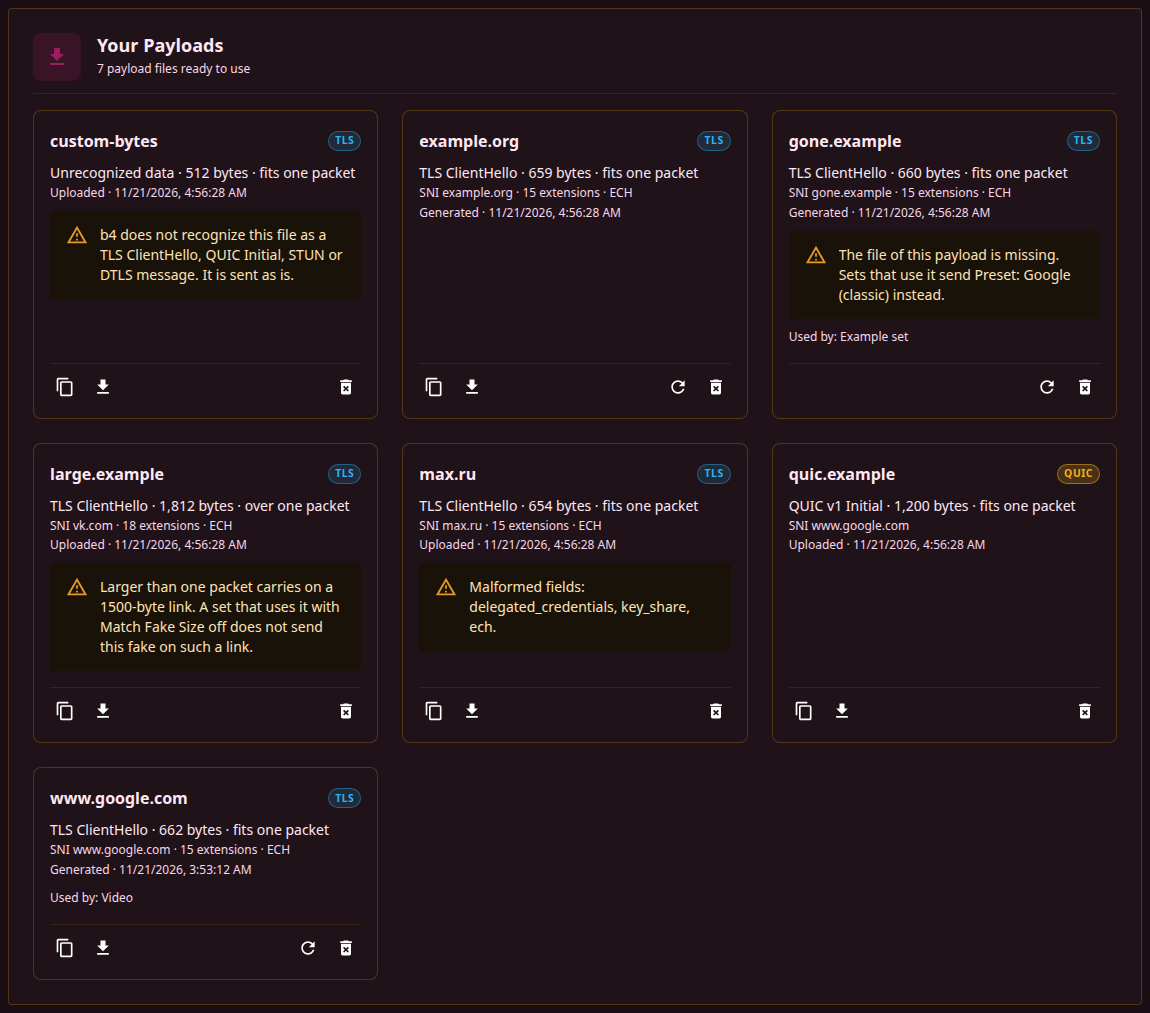 Your Payloads
7 payload files ready to use
custom-bytes
TLS
Unrecognized data · 512 bytes · fits one packet
Uploaded · 11/21/2026, 4:56:28 AM
b4 does not recognize this file as a
TLS ClientHello, QUIC Initial, STUN or
DTLS message. It is sent as is.
example.org
TLS
TLS ClientHello · 659 bytes · fits one packet
SNI example.org · 15 extensions · ECH
Generated · 11/21/2026, 4:56:28 AM
gone.example
TLS
TLS ClientHello · 660 bytes · fits one packet
SNI gone.example · 15 extensions · ECH
Generated · 11/21/2026, 4:56:28 AM
The file of this payload is missing.
Sets that use it send Preset: Google
(classic) instead.
Used by: Example set
large.example
TLS
TLS ClientHello · 1,812 bytes · over one packet
SNI vk.com · 18 extensions · ECH
Uploaded · 11/21/2026, 4:56:28 AM
Larger than one packet carries on a
1500-byte link. A set that uses it with
Match Fake Size off does not send
this fake on such a link.
max.ru
TLS
TLS ClientHello · 654 bytes · fits one packet
SNI max.ru · 15 extensions · ECH
Uploaded · 11/21/2026, 4:56:28 AM
Malformed fields:
delegated_credentials, key_share,
ech.
quic.example
QUIC
QUIC v1 Initial · 1,200 bytes · fits one packet
SNI www.google.com
Uploaded · 11/21/2026, 4:56:28 AM
www.google.com
TLS
TLS ClientHello · 662 bytes · fits one packet
SNI www.google.com · 15 extensions · ECH
Generated · 11/21/2026, 3:53:12 AM
Used by: Video